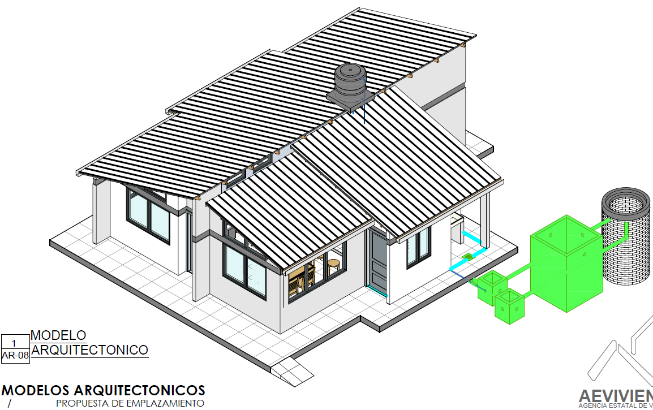 1
AR-08
MODELO
ARQUITECTONICO
MODELOS ARQUITECTONICOS
/
PROPUESTA DE EMPLAZAMIENTO
AEVIVIEN
AGENCIA ESTATAL DE V